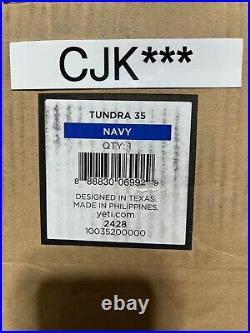 CJK***
TUNDRA 35
NAVY
QTY: 1
8 88830 06992 9
DESIGNED IN TEXAS.
MADE IN PHILIPPINES.
yeti.com
2428
10035200000